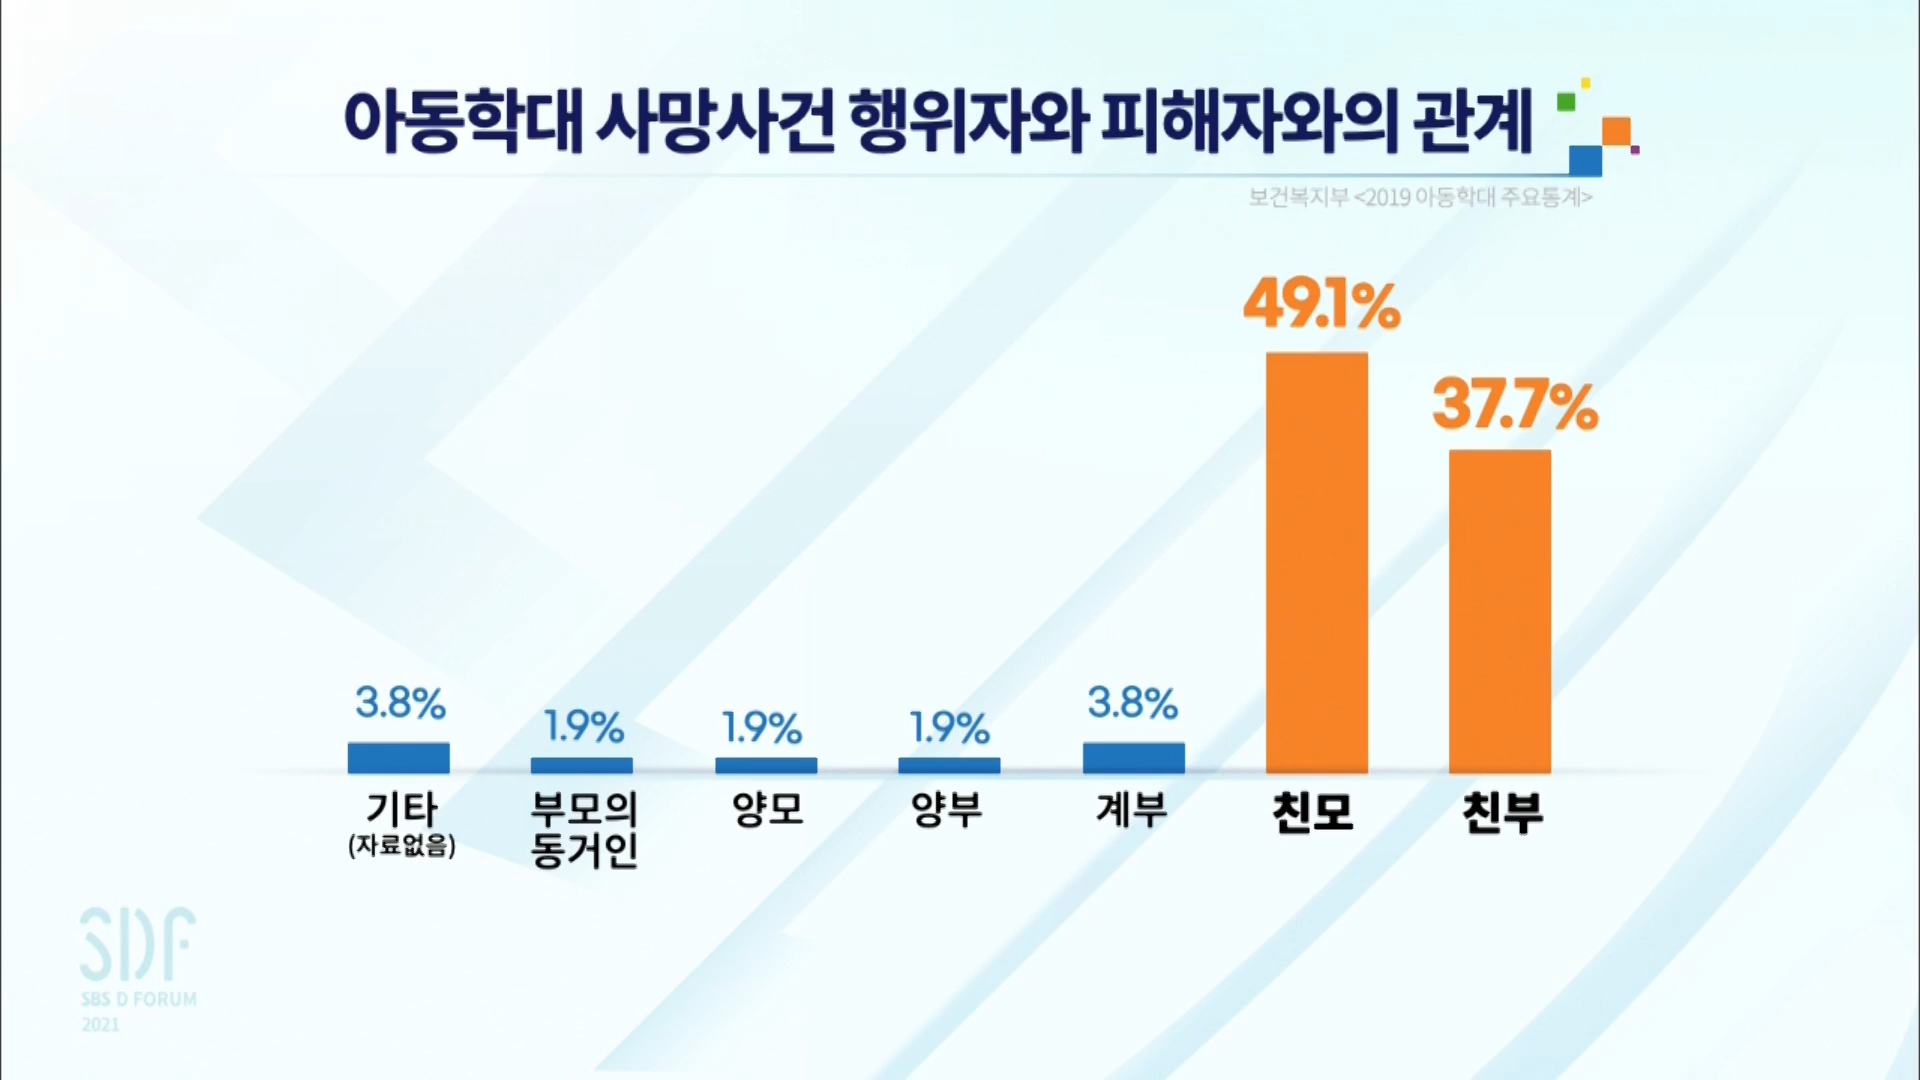 아동학대 사망사건 행위자와 피해자와의 관계
보건복지부 <2019 아동학대 주요통계>
49.1%
37.7%
3.8%
1.9%
1.9%
1.9%
3.8%
기타
(자료없음)
부모의
동거인
양모
양부
계부
친모
친부
SDF
SBS D FORUM
2021